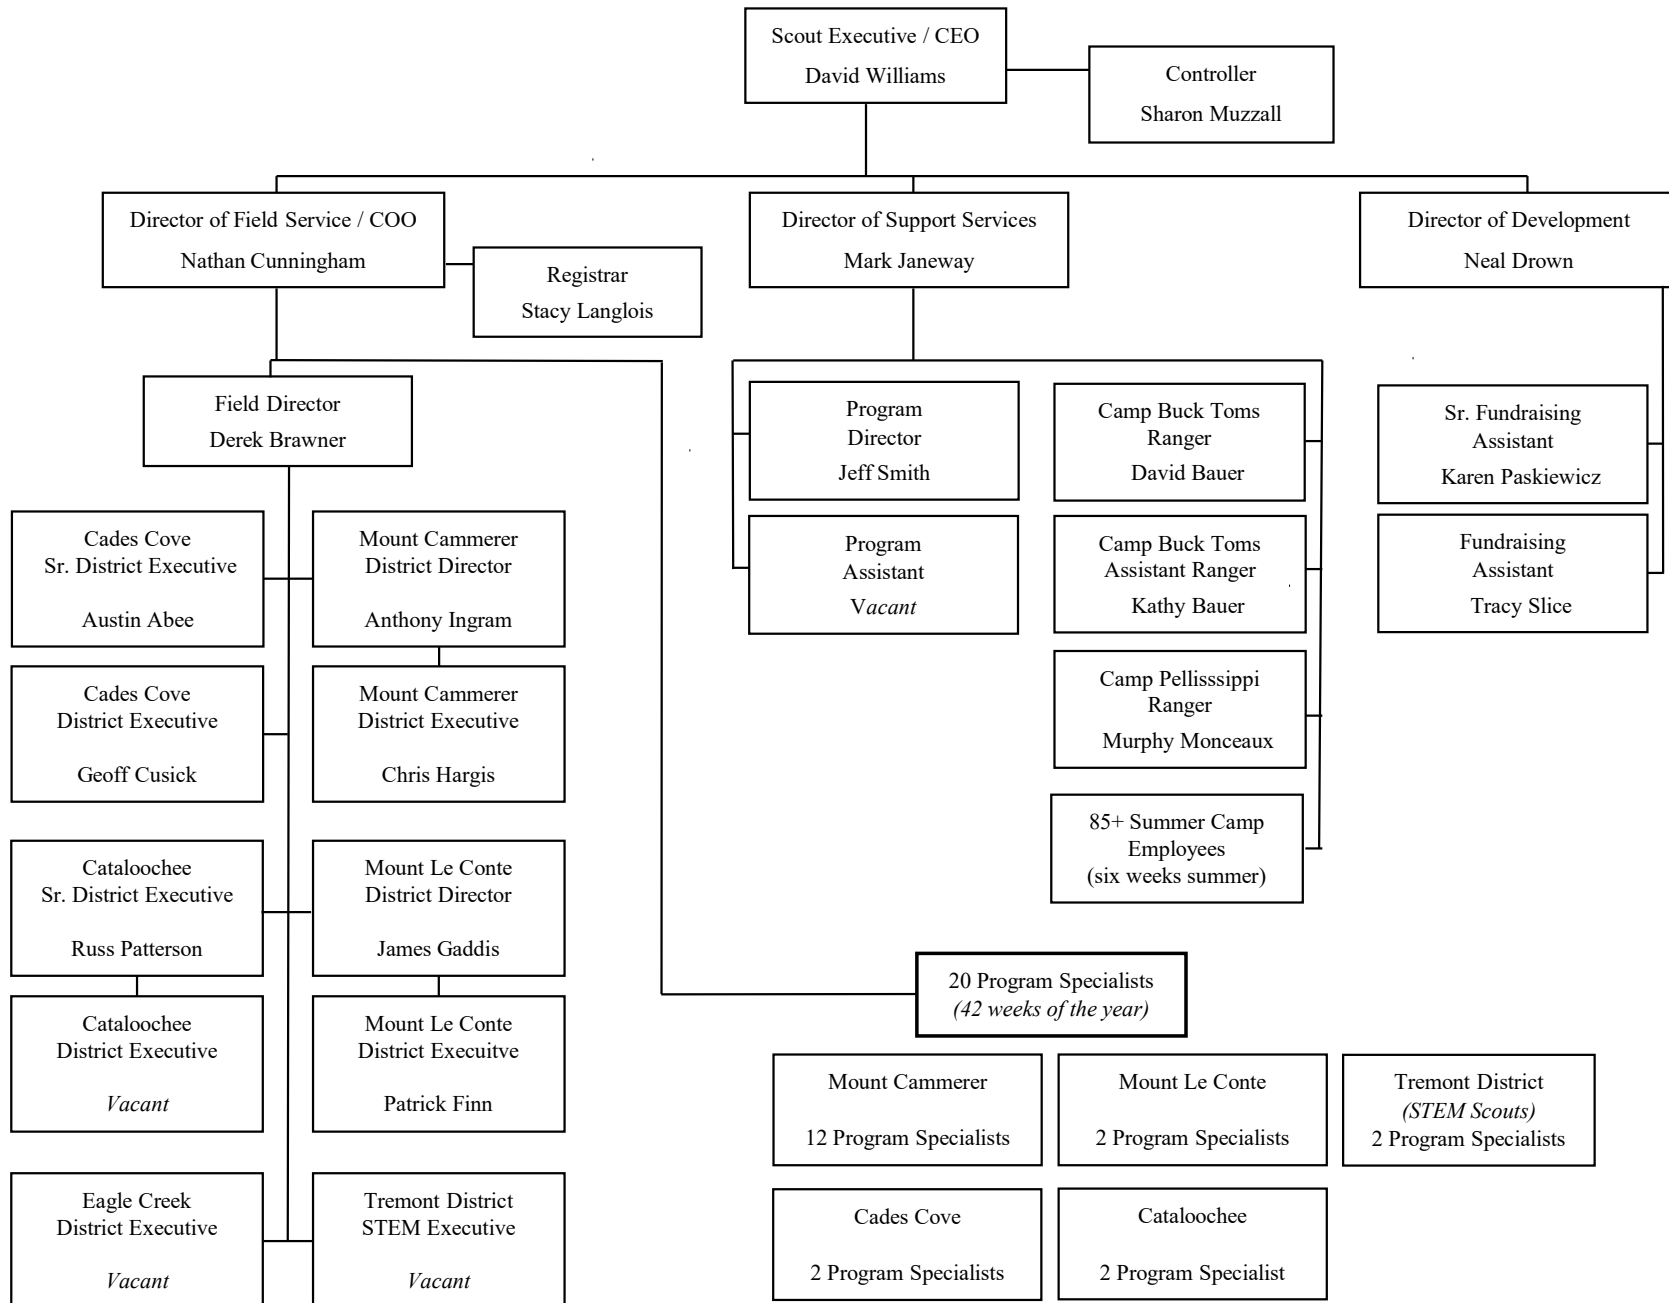 Scout Executive / CEO
David Williams
Controller
Sharon Muzzall
Director of Field Service / COO
Nathan Cunningham
Registrar
Stacy Langlois
Director of Support Services
Mark Janeway
Director of Development
Neal Drown
Field Director
Derek Brawner
Cades Cove
Sr. District Executive
Austin Abee
Mount Cammerer
District Director
Anthony Ingram
Cades Cove
District Executive
Geoff Cusick
Mount Cammerer
District Executive
Chris Hargis
Cataloochee
Sr. District Executive
Russ Patterson
Mount Le Conte
District Director
James Gaddis
Cataloochee
District Executive
Vacant
Mount Le Conte
District Execuitve
Patrick Finn
Eagle Creek
District Executive
Vacant
Tremont District
STEM Executive
Vacant
Program
Director
Jeff Smith
Program
Assistant
Vacant
Camp Buck Toms
Ranger
David Bauer
Camp Buck Toms
Assistant Ranger
Kathy Bauer
Camp Pellisssippi
Ranger
Murphy Monceaux
85+ Summer Camp
Employees
(six weeks summer)
Sr. Fundraising
Assistant
Karen Paskiewicz
Fundraising
Assistant
Tracy Slice
20 Program Specialists
(42 weeks of the year)
Mount Cammerer
12 Program Specialists
Mount Le Conte
2 Program Specialists
Tremont District
(STEM Scouts)
2 Program Specialists
Cades Cove
2 Program Specialists
Cataloochee
2 Program Specialist